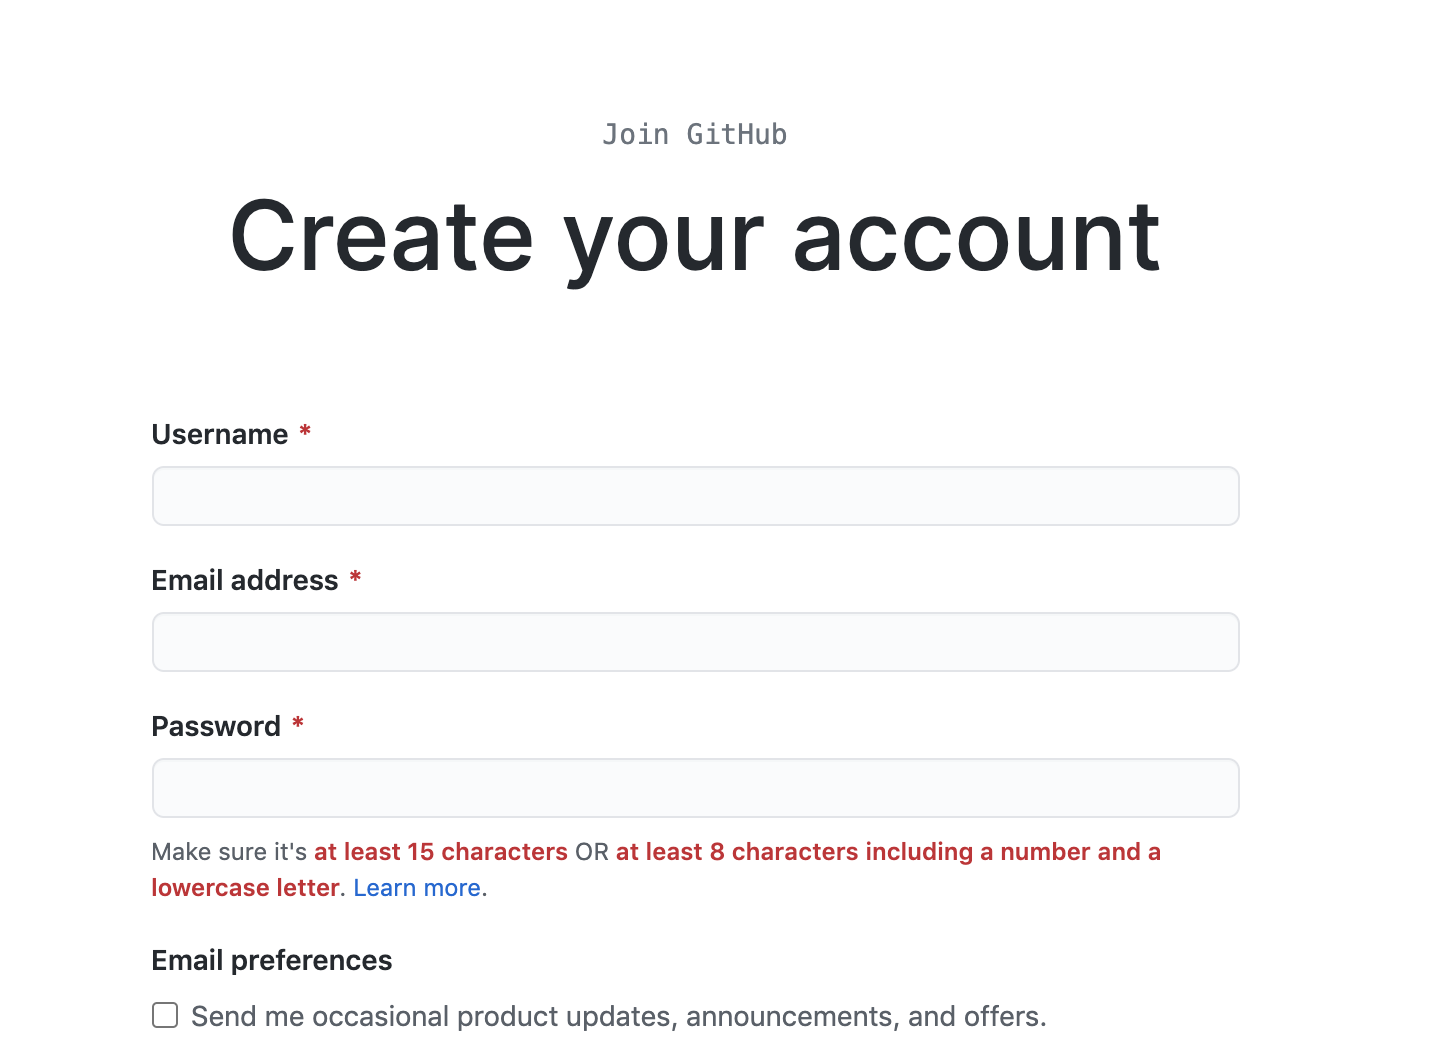 Join GitHub
Create your account
Username *
Email address *
Password *
Make sure it's at least 15 characters OR at least 8 characters including a number and a
lowercase letter. Learn more.
Email preferences
Send me occasional product updates, announcements, and offers.